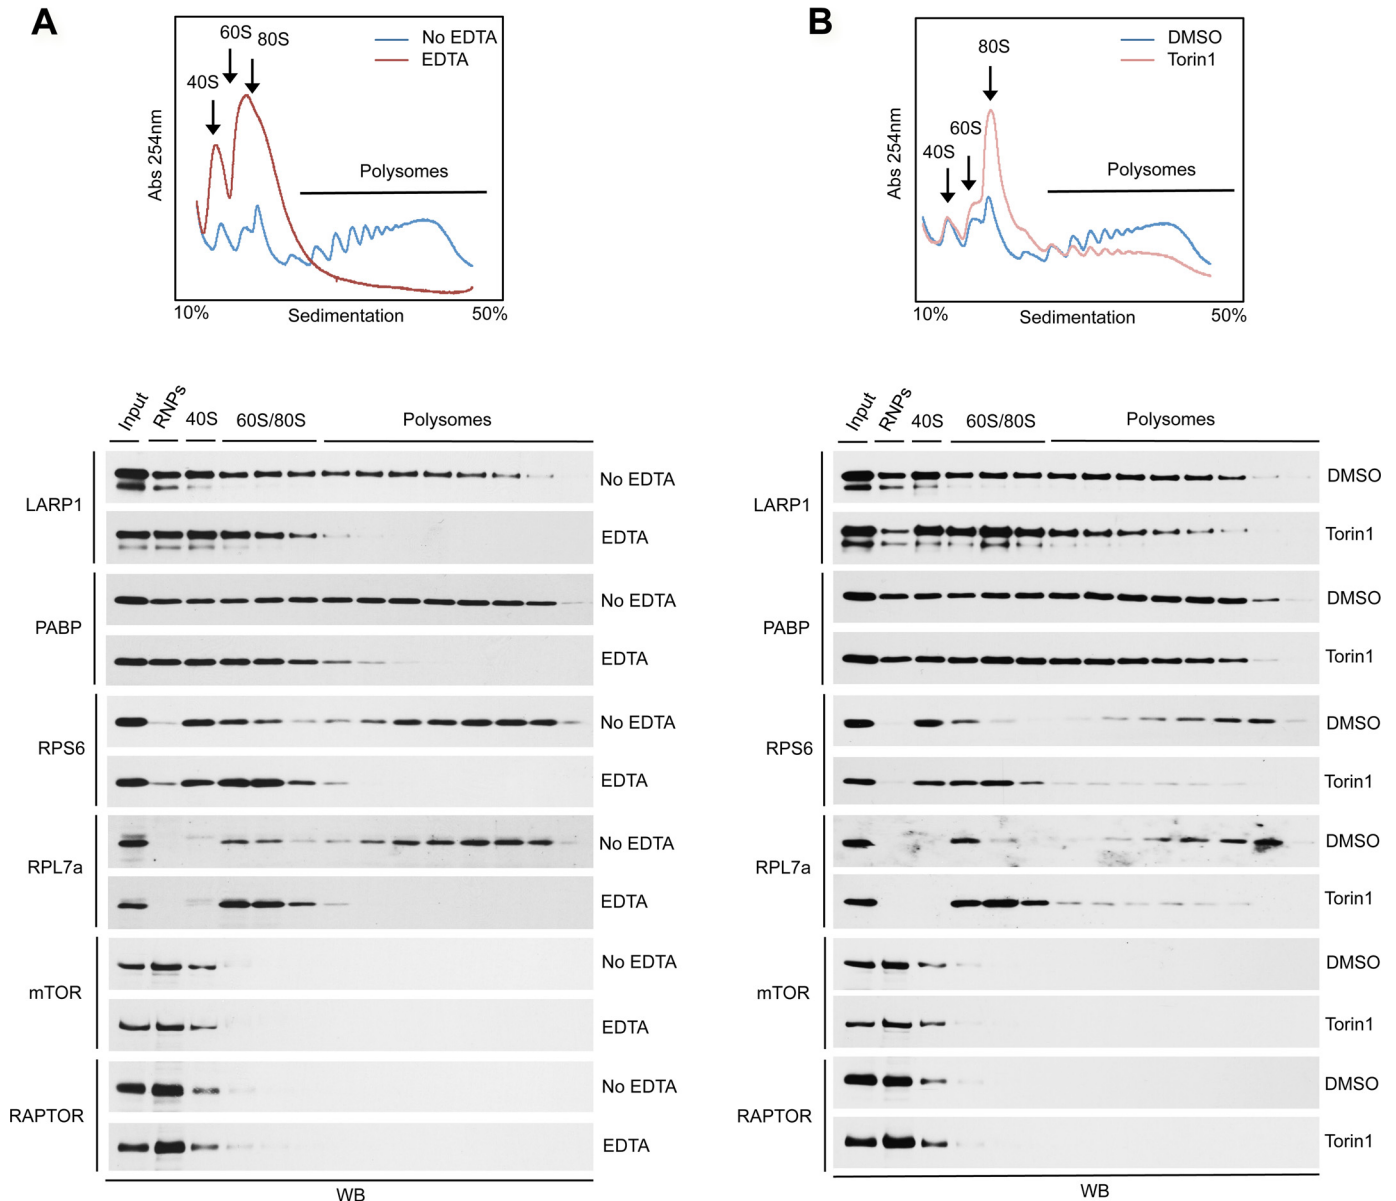 A
60S
80S
40S
No EDTA
EDTA
Polysomes
Abs 254nm
10%
Sedimentation
50%
Input
RNPs
40S
60S/80S
Polysomes
LARP1
No EDTA
EDTA
PABP
No EDTA
EDTA
RPS6
No EDTA
EDTA
RPL7a
No EDTA
EDTA
mTOR
No EDTA
EDTA
RAPTOR
No EDTA
EDTA
WB
B
80S
60S
40S
DMSO
Torin1
Polysomes
Abs 254nm
10%
Sedimentation
50%
Input
RNPs
40S
60S/80S
Polysomes
LARP1
DMSO
Torin1
PABP
DMSO
Torin1
RPS6
DMSO
Torin1
RPL7a
DMSO
Torin1
mTOR
DMSO
Torin1
RAPTOR
DMSO
Torin1
WB